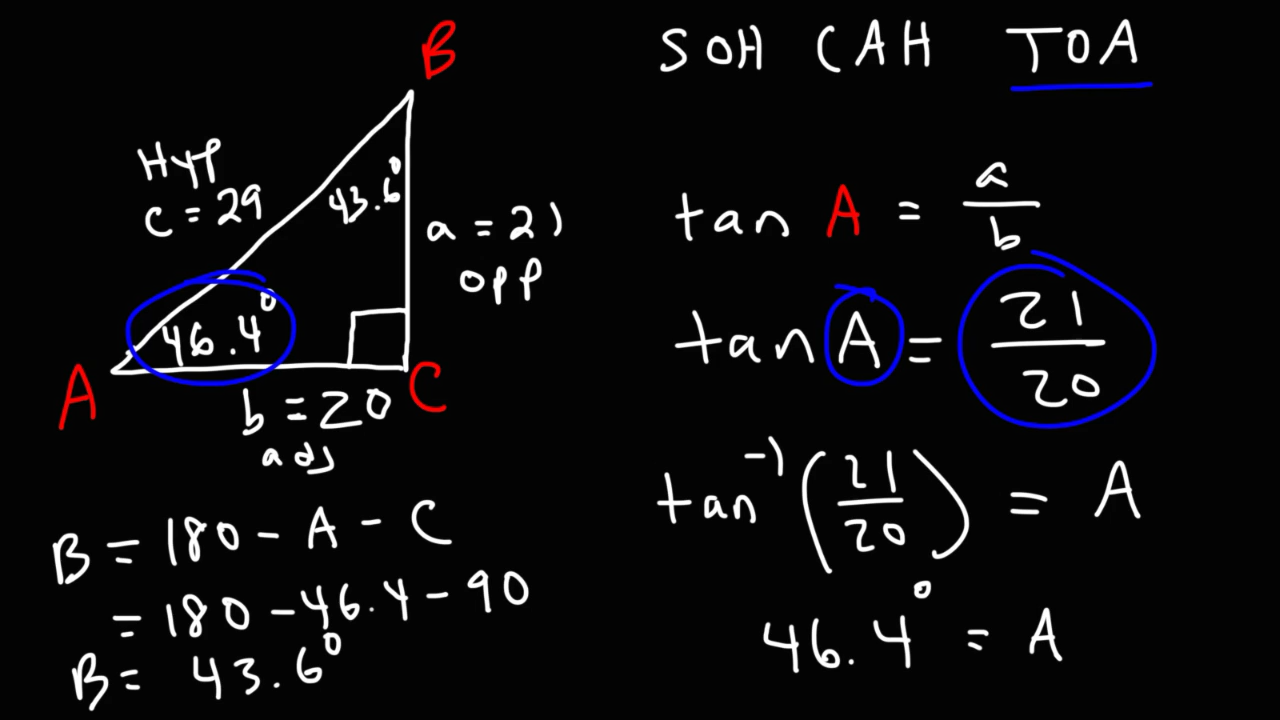 B
Hyp
c = 29
43.6°
a = 21
opp
46.4°
A
C
b = 20
adj
B = 180 - A - C
= 180 - 46.4 - 90
B = 43.6°
SOH CAH TOA
tan A = a/b
tan A = 21/20
tan⁻¹(21/20) = A
46.4° = A